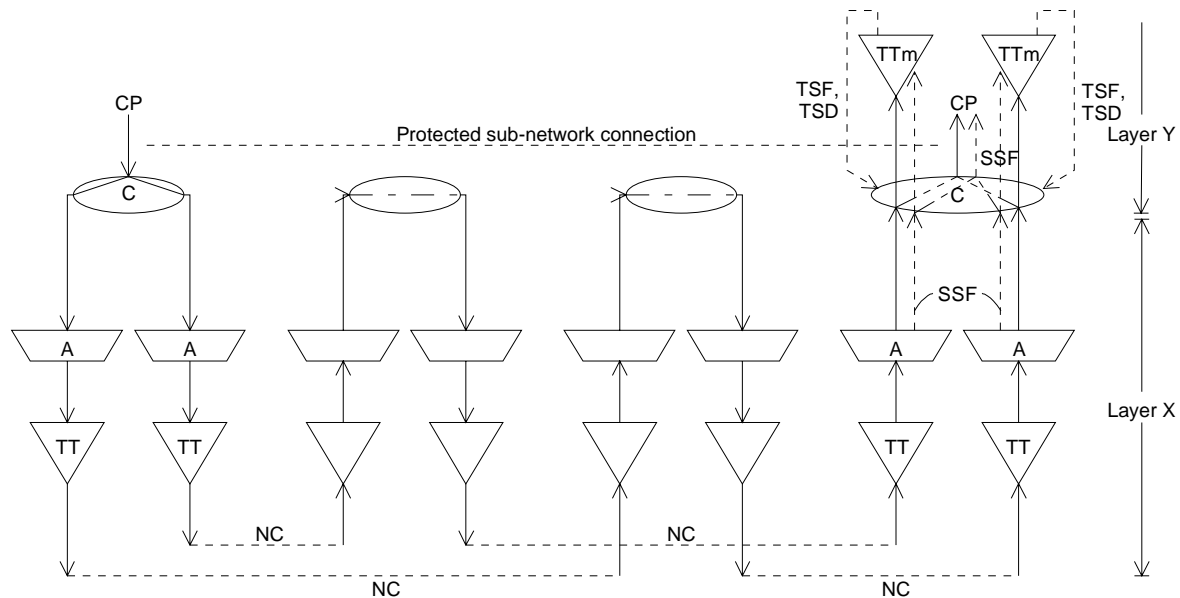 TTm
TTm
TSF,
TSD
TSF,
TSD
CP
CP
Layer Y
Protected sub-network connection
SSF
C
C
SSF
A
A
A
A
Layer X
TT
TT
TT
TT
NC
NC
NC
NC